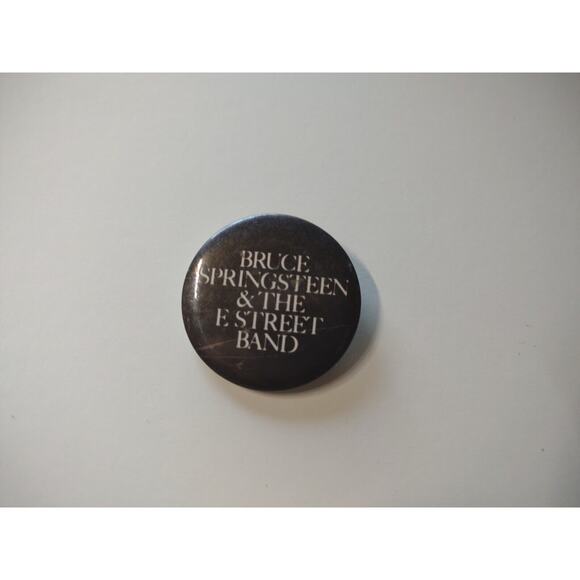 BRUCE
SPRINGSTEEN
& THE
E STREET
BAND